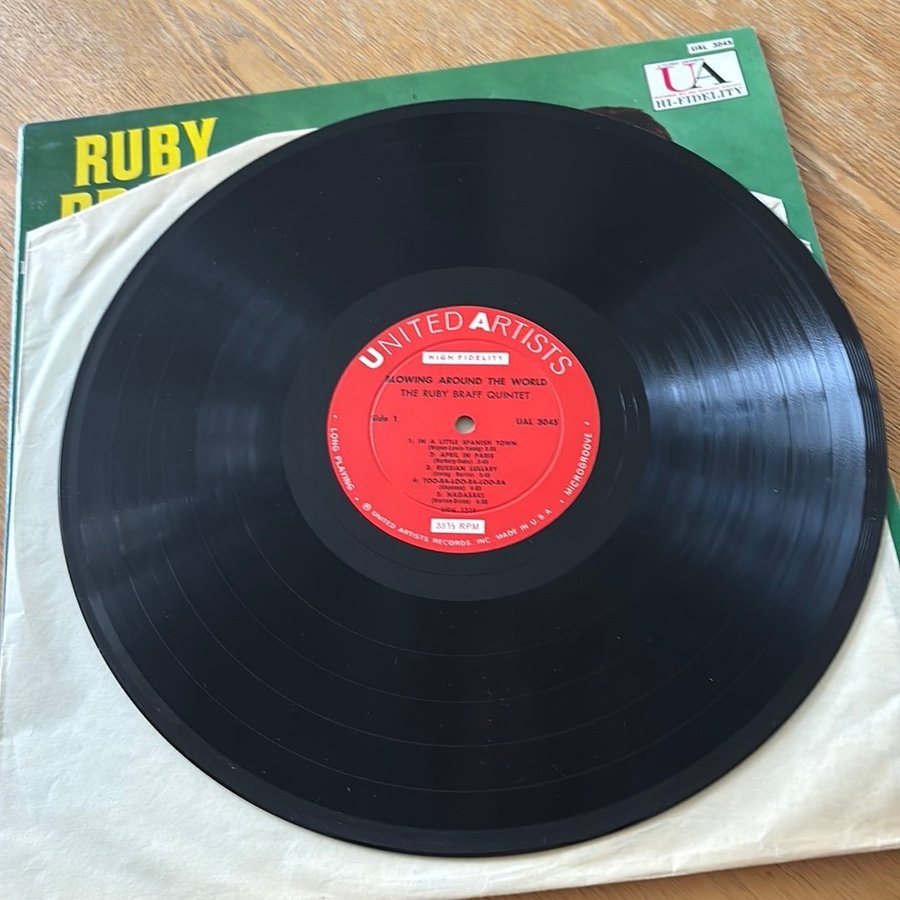 UAL 3045
UA
HI-FIDELITY
RUBY
UNITED ARTISTS
HIGH FIDELITY
BLOWING AROUND THE WORLD
THE RUBY BRAFF QUINTET
Side 1
UAL 3045
1: IN A LITTLE SPANISH TOWN
2: APRIL IN PARIS
3: RUSSIAN LULLABY
4: TOO-RA-LOO-RA-LOO-RA
5: NAGASAKI
33⅓ RPM
• LONG PLAYING •
MICROGROOVE •
℗ UNITED ARTISTS RECORDS, INC. MADE IN U.S.A.